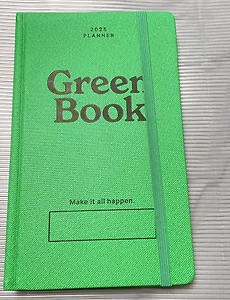 2025
PLANNER
Green
Book
Make it all happen.